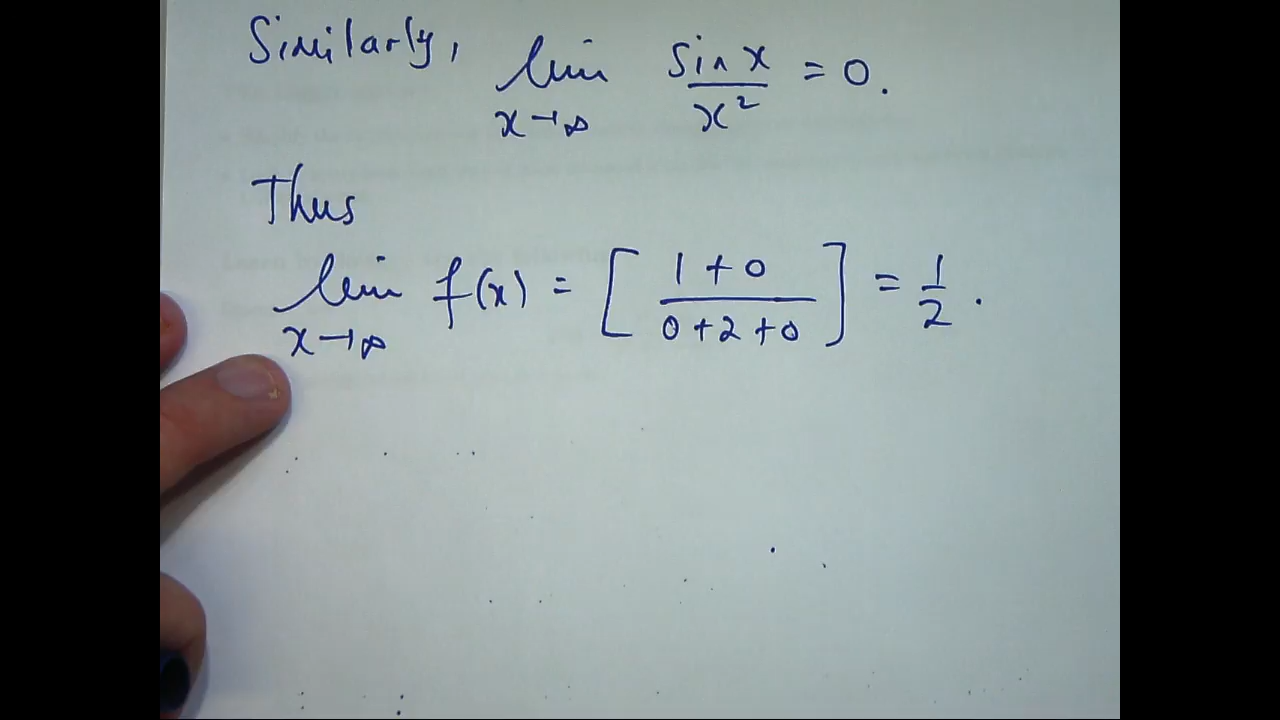 Similarly, lim x→∞ sin x / x² = 0.
Thus
lim x→∞ f(x) = [ 1 + 0 / 0 + 2 + 0 ] = 1/2 .